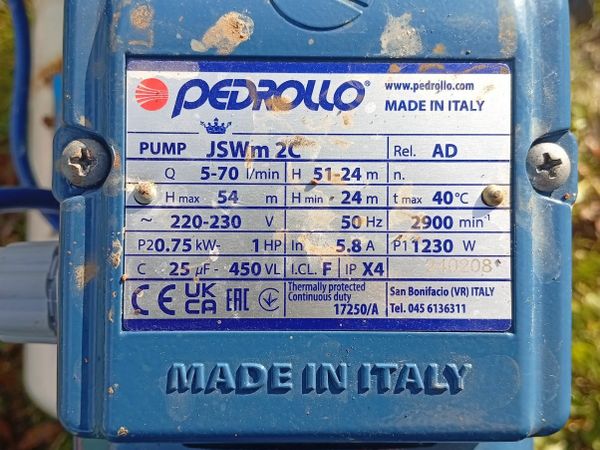 PEDROLLO® www.pedrollo.com
MADE IN ITALY
PUMP JSWm 2C Rel. AD
Q 5-70 l/min H 51-24 m n.
H max 54 m H min 24 m t max 40°C
~ 220-230 V 50 Hz 2900 min⁻¹
P2 0.75 kW- 1 HP In 5.8 A P1 1230 W
C 25 µF - 450 VL I.CL. F IP X4 240208
CE UK CA EAC Thermally protected San Bonifacio (VR) ITALY
Continuous duty Tel. 045 6136311
17250/A
MADE IN ITALY